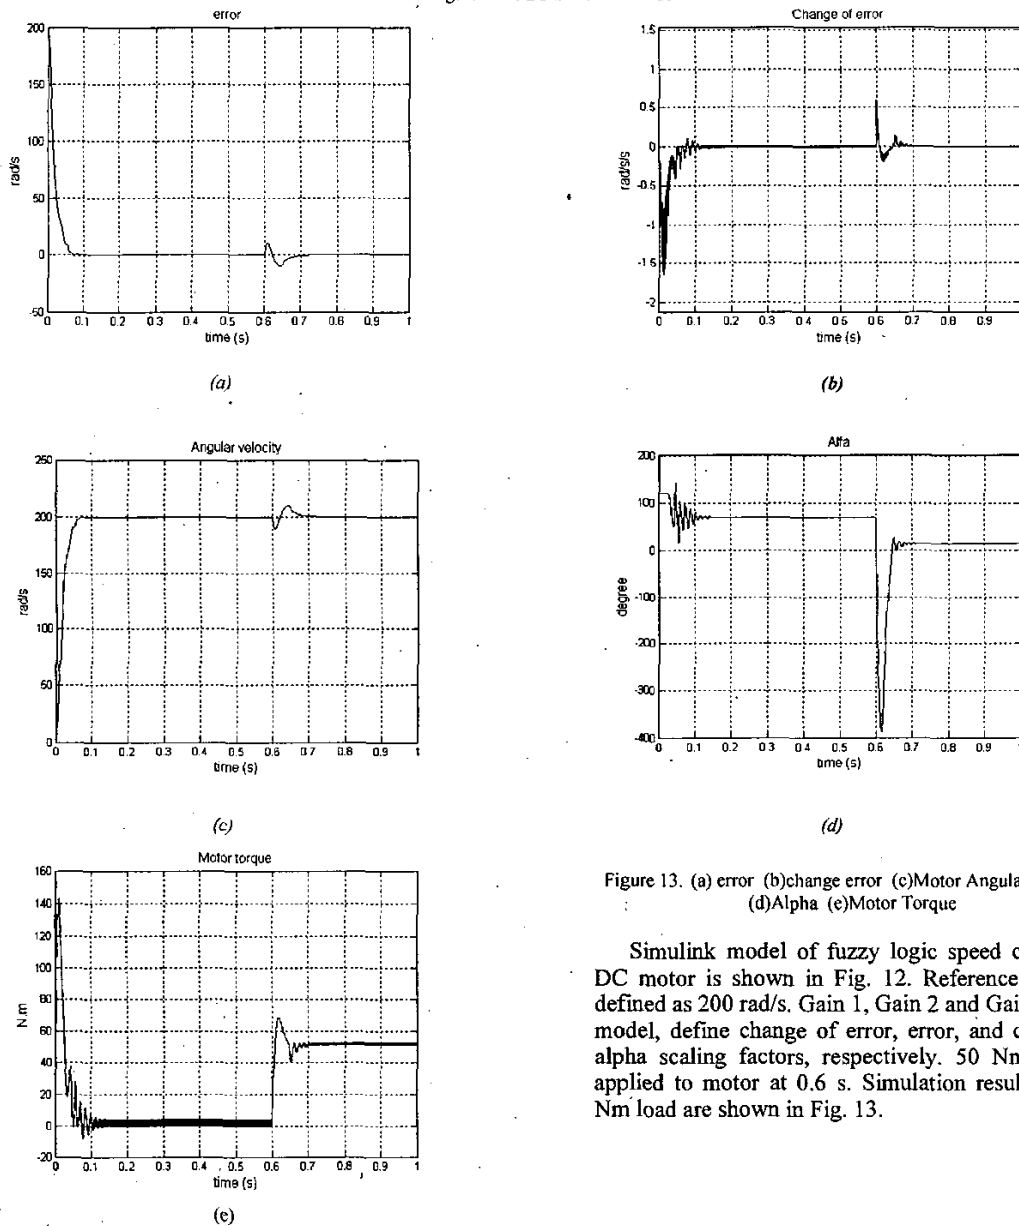 error
200
150
100
50
0
-50
rad/s
0 0.1 0.2 0.3 0.4 0.5 0.6 0.7 0.8 0.9 1
time (s)
(a)
Change of error
1.5
1
0.5
0
-0.5
-1
-1.5
-2
rad/s/s
0 0.1 0.2 0.3 0.4 0.5 0.6 0.7 0.8 0.9
time (s)
(b)
Angular velocity
250
200
150
100
50
0
rad/s
0 0.1 0.2 0.3 0.4 0.5 0.6 0.7 0.8 0.9 1
time (s)
(c)
Alfa
200
100
0
-100
-200
-300
-400
degree
0 0.1 0.2 0.3 0.4 0.5 0.6 0.7 0.8 0.9
time (s)
(d)
Motor torque
160
140
120
100
80
60
40
20
0
-20
N.m
0 0.1 0.2 0.3 0.4 0.5 0.6 0.7 0.8 0.9 1
time (s)
(e)
Figure 13. (a) error (b)change error (c)Motor Angula
(d)Alpha (e)Motor Torque
Simulink model of fuzzy logic speed c
DC motor is shown in Fig. 12. Reference
defined as 200 rad/s. Gain 1, Gain 2 and Gai
model, define change of error, error, and c
alpha scaling factors, respectively. 50 Nm
applied to motor at 0.6 s. Simulation resul
Nm load are shown in Fig. 13.